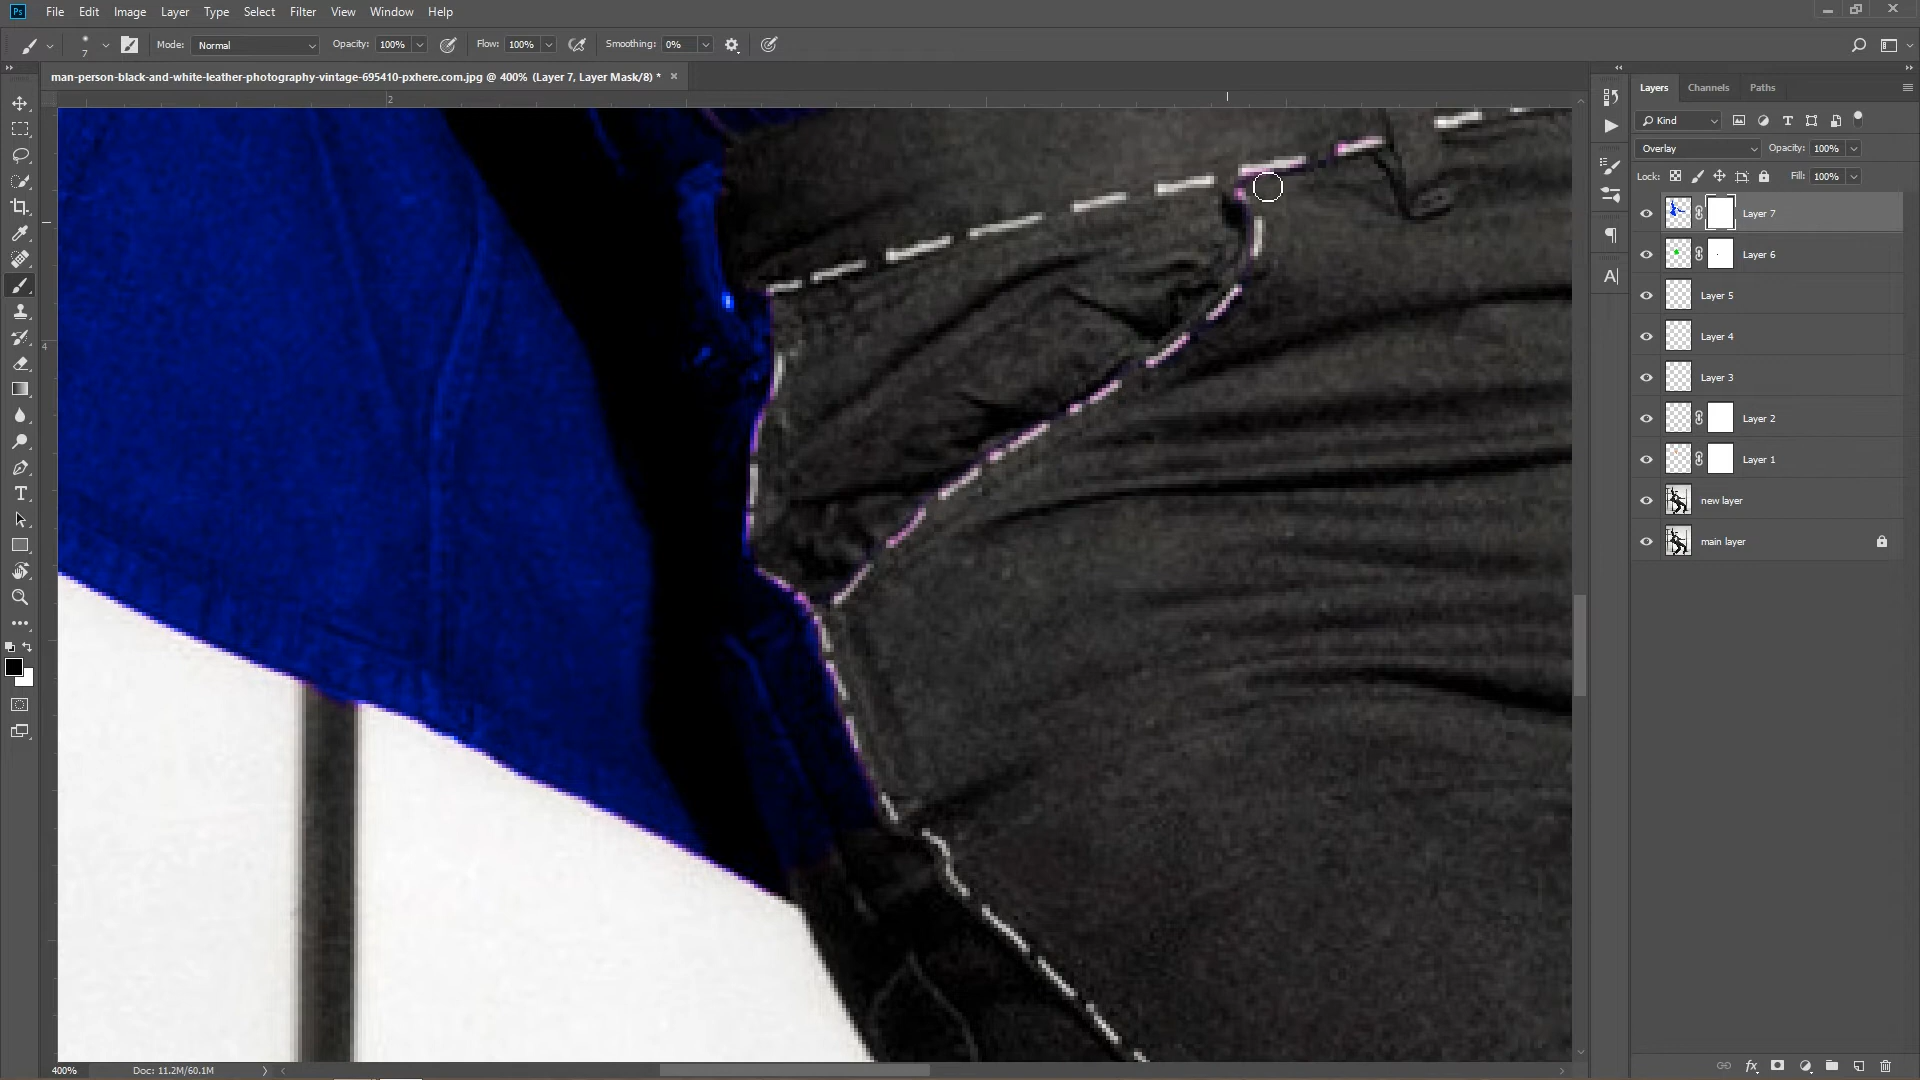 Ps File Edit Image Layer Type Select Filter View Window Help
7 Mode: Normal Opacity: 100% Flow: 100% Smoothing: 0%
man-person-black-and-white-leather-photography-vintage-695410-pxhere.com.jpg @ 400% (Layer 7, Layer Mask/8) * ×
2
4
Layers Channels Paths
Kind
Overlay Opacity: 100%
Lock: Fill: 100%
Layer 7
Layer 6
Layer 5
Layer 4
Layer 3
Layer 2
Layer 1
new layer
main layer
400% Doc: 11.2M/60.1M